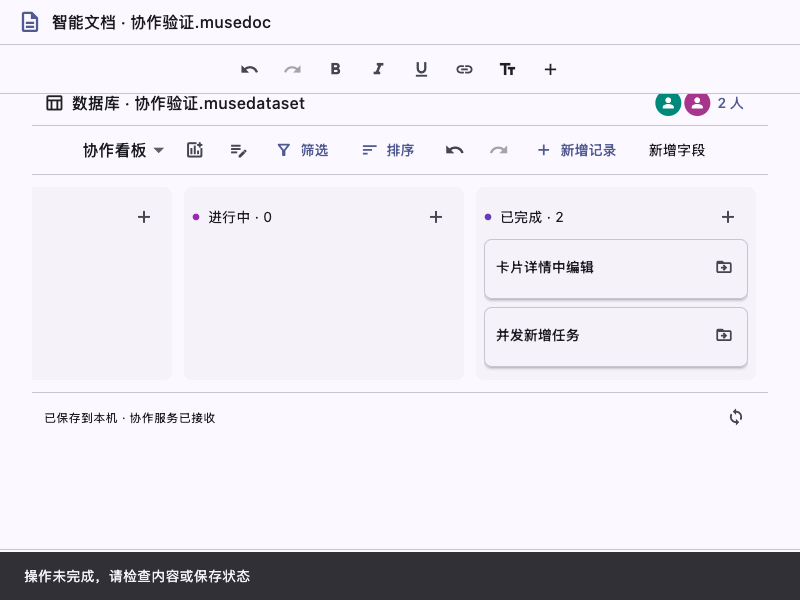 智能文档 · 协作验证.musedoc
B I U Tт
数据库 · 协作验证.musedataset
2 人
协作看板 筛选 排序 新增记录 新增字段
进行中 · 0
已完成 · 2
卡片详情中编辑
并发新增任务
已保存到本机 · 协作服务已接收
操作未完成，请检查内容或保存状态